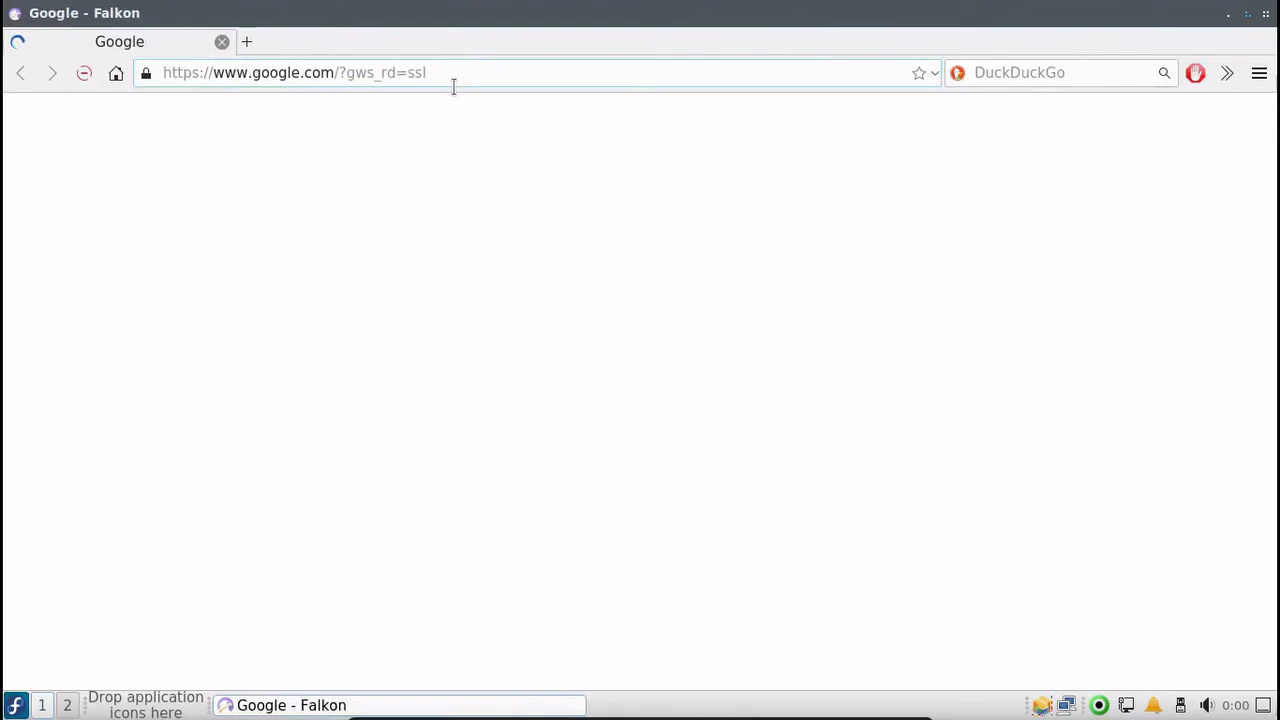 Google - Falkon
Google
https://www.google.com/?gws_rd=ssl
DuckDuckGo
1
2
Drop application
icons here
Google - Falkon
0:00